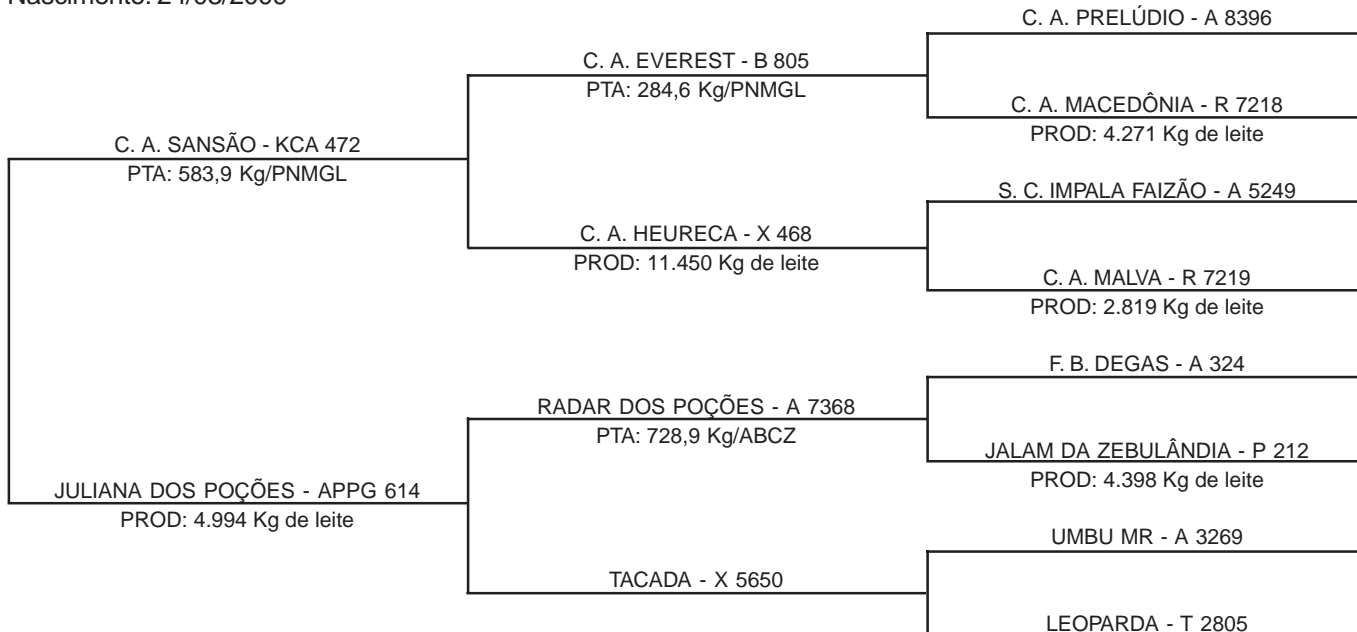 C. A. PRELÚDIO - A 8396
C. A. EVEREST - B 805
PTA: 284,6 Kg/PNMGL
C. A. MACEDÔNIA - R 7218
PROD: 4.271 Kg de leite
C. A. SANSÃO - KCA 472
PTA: 583,9 Kg/PNMGL
S. C. IMPALA FAIZÃO - A 5249
C. A. HEURECA - X 468
PROD: 11.450 Kg de leite
C. A. MALVA - R 7219
PROD: 2.819 Kg de leite
F. B. DEGAS - A 324
RADAR DOS POÇÕES - A 7368
PTA: 728,9 Kg/ABCZ
JALAM DA ZEBULÂNDIA - P 212
PROD: 4.398 Kg de leite
JULIANA DOS POÇÕES - APPG 614
PROD: 4.994 Kg de leite
UMBU MR - A 3269
TACADA - X 5650
LEOPARDA - T 2805